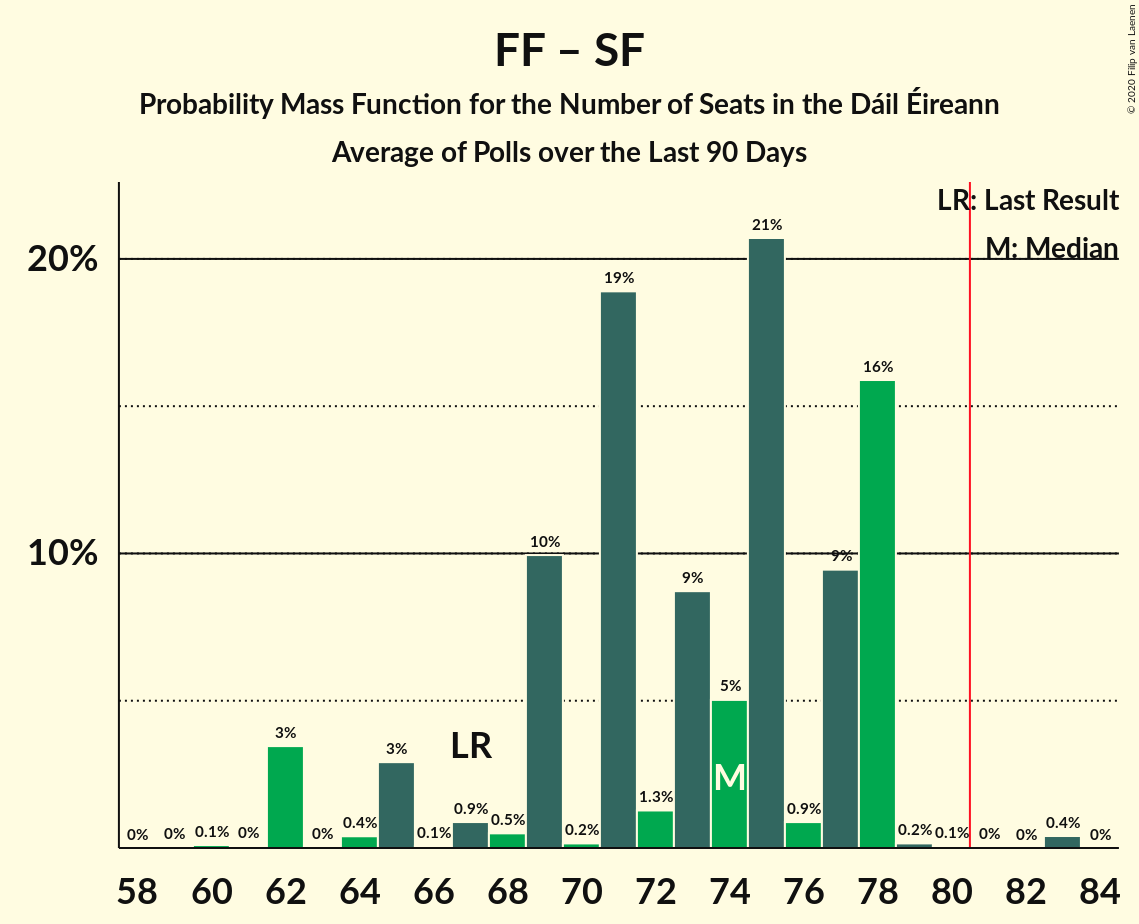 FF – SF
Probability Mass Function for the Number of Seats in the Dáil Éireann
Average of Polls over the Last 90 Days
© 2020 Filip van Laenen
LR: Last Result
M: Median
20%
10%
0% 0% 0.1% 0% 3% 0% 0.4% 3% 0.1% 0.9% 0.5% 10% 0.2% 19% 1.3% 9% 5% 21% 0.9% 9% 16% 0.2% 0.1% 0% 0% 0.4% 0%
LR
M
58 60 62 64 66 68 70 72 74 76 78 80 82 84